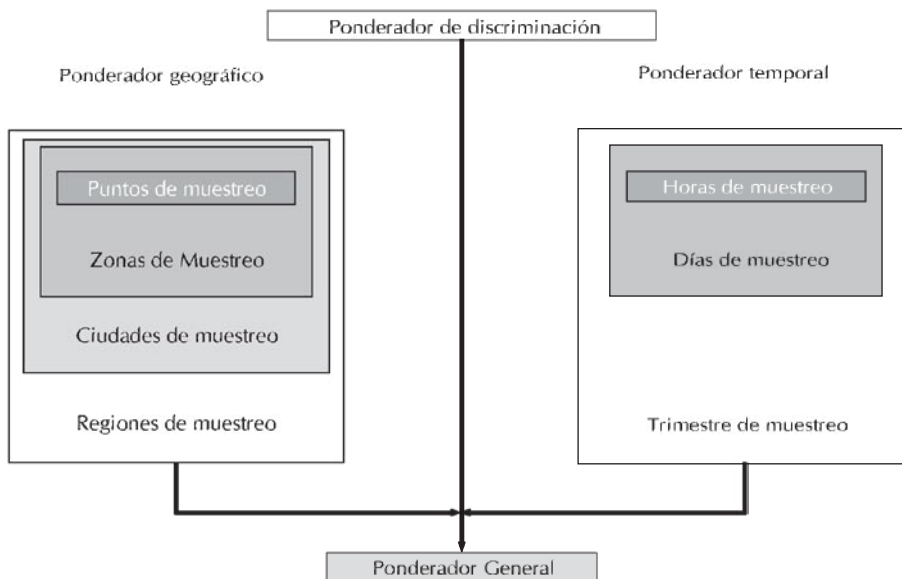 Ponderador de discriminación
Ponderador geográfico
Ponderador temporal
Puntos de muestreo
Zonas de Muestreo
Ciudades de muestreo
Regiones de muestreo
Horas de muestreo
Días de muestreo
Trimestre de muestreo
Ponderador General